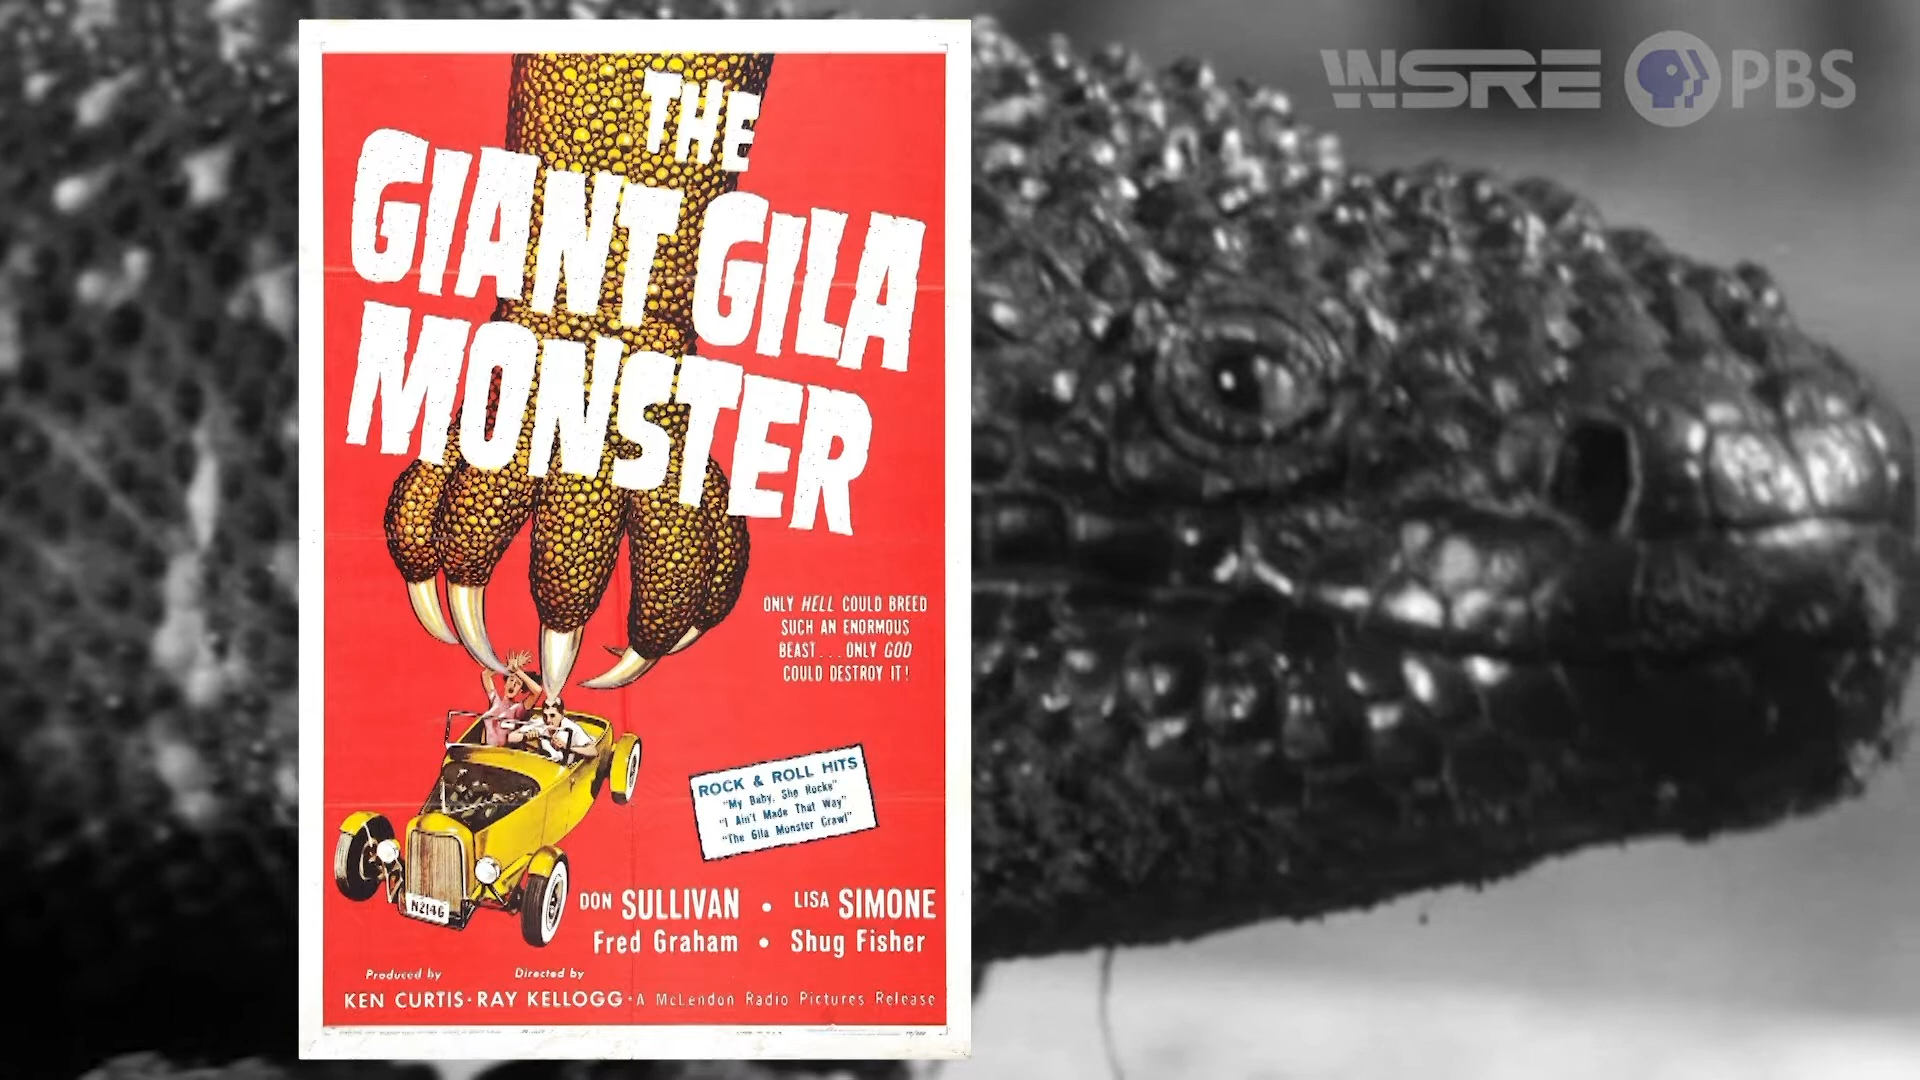 WSRE PBS
THE
GIANT GILA
MONSTER
ONLY HELL COULD BREED
SUCH AN ENORMOUS
BEAST...ONLY GOD
COULD DESTROY IT!
ROCK & ROLL HITS
"My Baby, She Rocks"
"I Ain't Made That Way"
"The Gila Monster Crawl"
N214G
DON SULLIVAN • LISA SIMONE
Fred Graham • Shug Fisher
Produced by Directed by
KEN CURTIS • RAY KELLOGG • A McLendon Radio Pictures Release